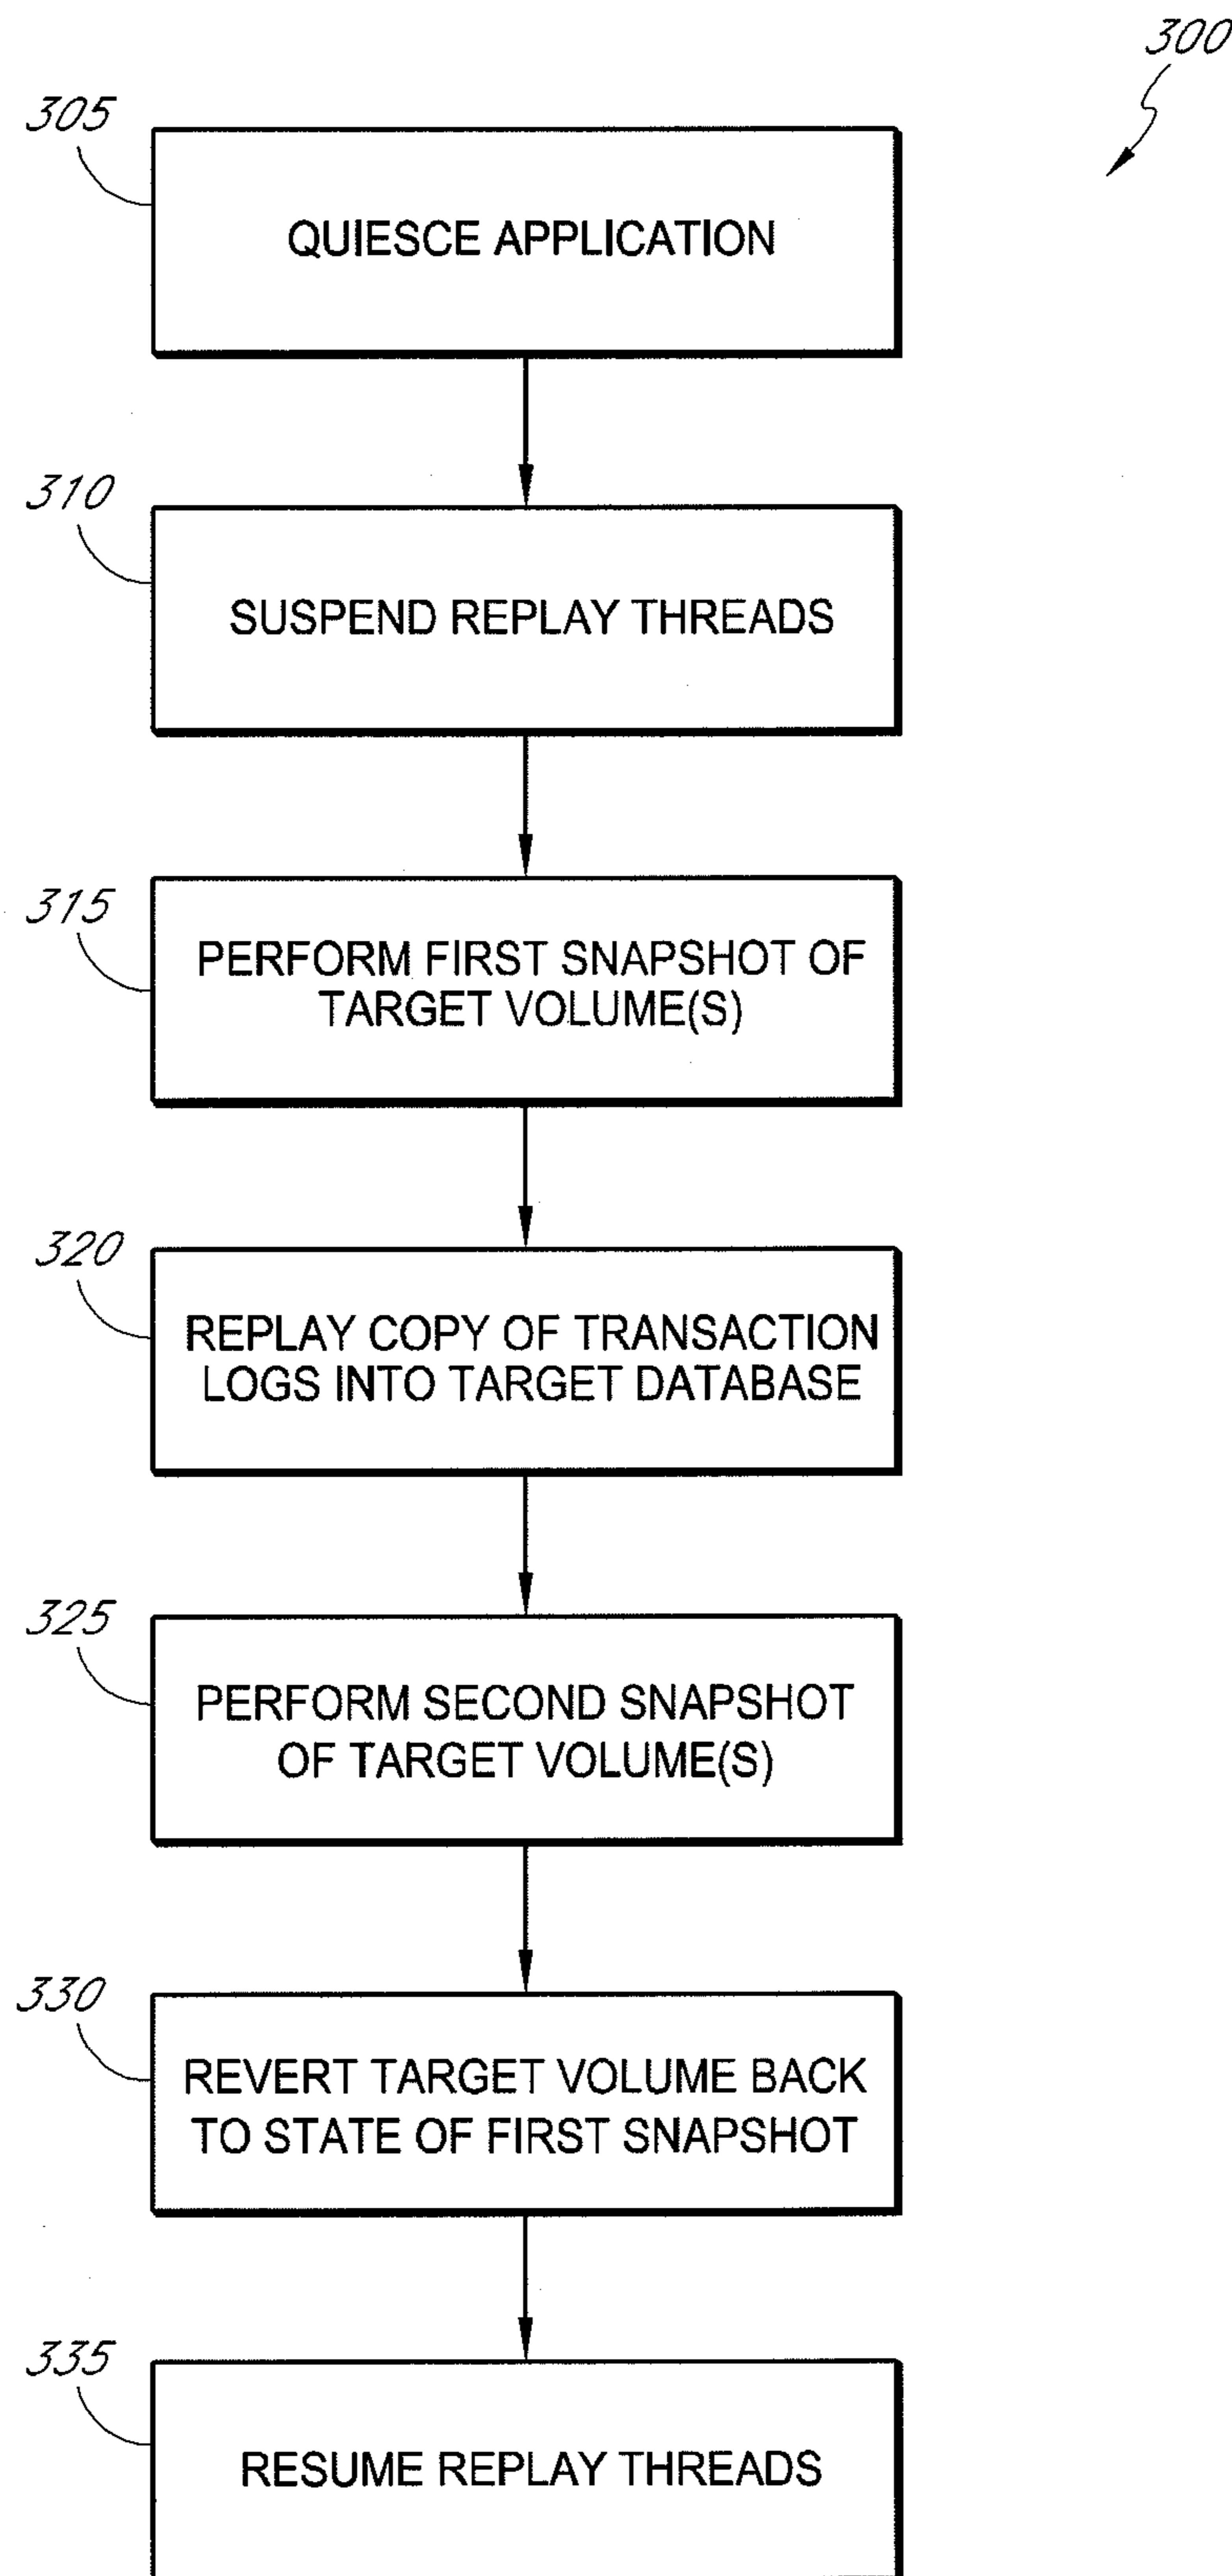 300
305
QUIESCE APPLICATION
310
SUSPEND REPLAY THREADS
315
PERFORM FIRST SNAPSHOT OF
TARGET VOLUME(S)
320
REPLAY COPY OF TRANSACTION
LOGS INTO TARGET DATABASE
325
PERFORM SECOND SNAPSHOT
OF TARGET VOLUME(S)
330
REVERT TARGET VOLUME BACK
TO STATE OF FIRST SNAPSHOT
335
RESUME REPLAY THREADS